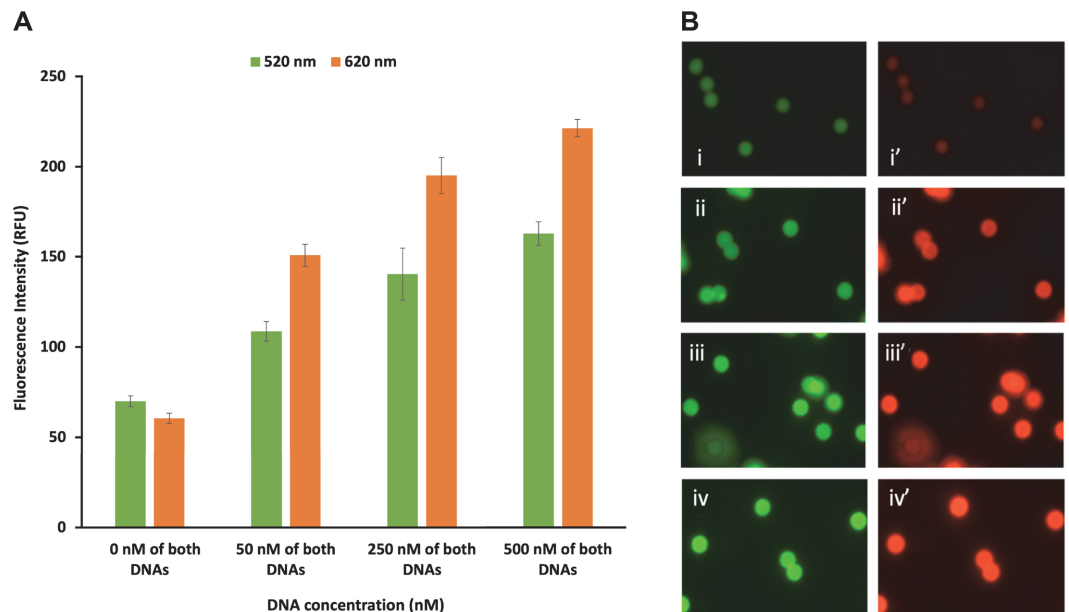 A
520 nm 620 nm
250
200
150
100
50
0
Fluorescence Intensity (RFU)
0 nM of both DNAs
50 nM of both DNAs
250 nM of both DNAs
500 nM of both DNAs
DNA concentration (nM)
B
i i’
ii ii’
iii iii’
iv iv’